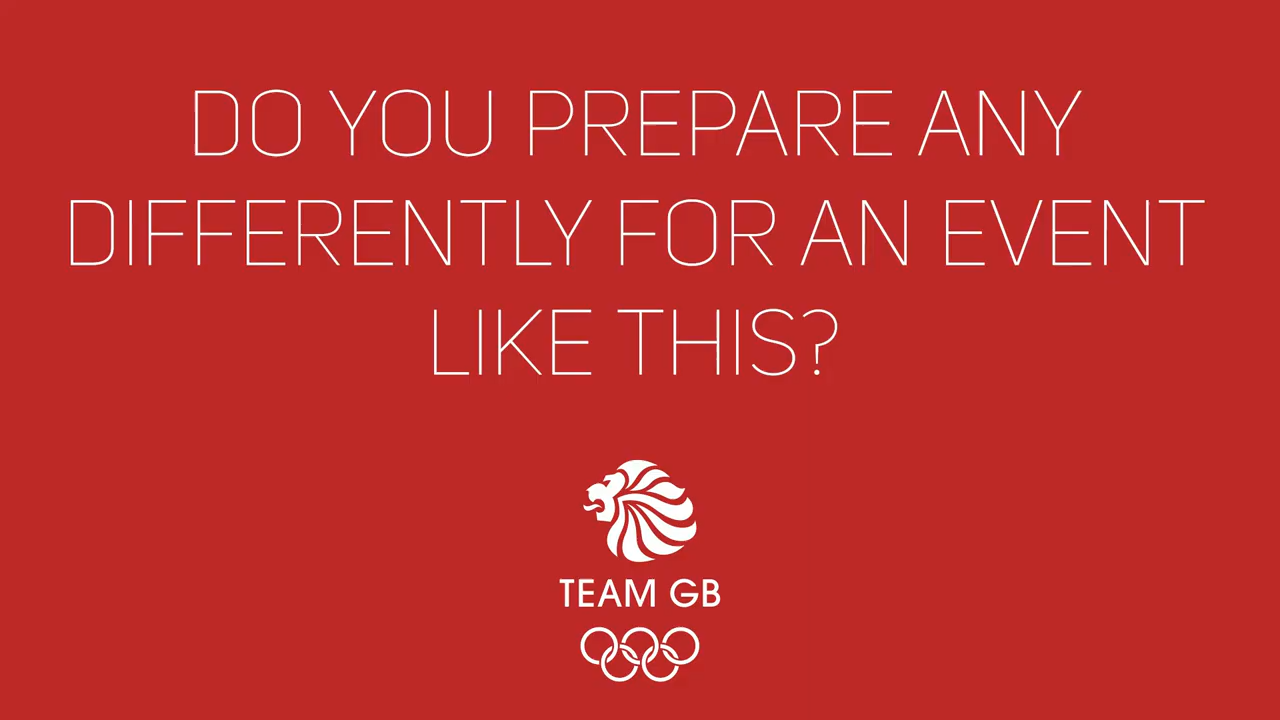 DO YOU PREPARE ANY
DIFFERENTLY FOR AN EVENT
LIKE THIS?
TEAM GB